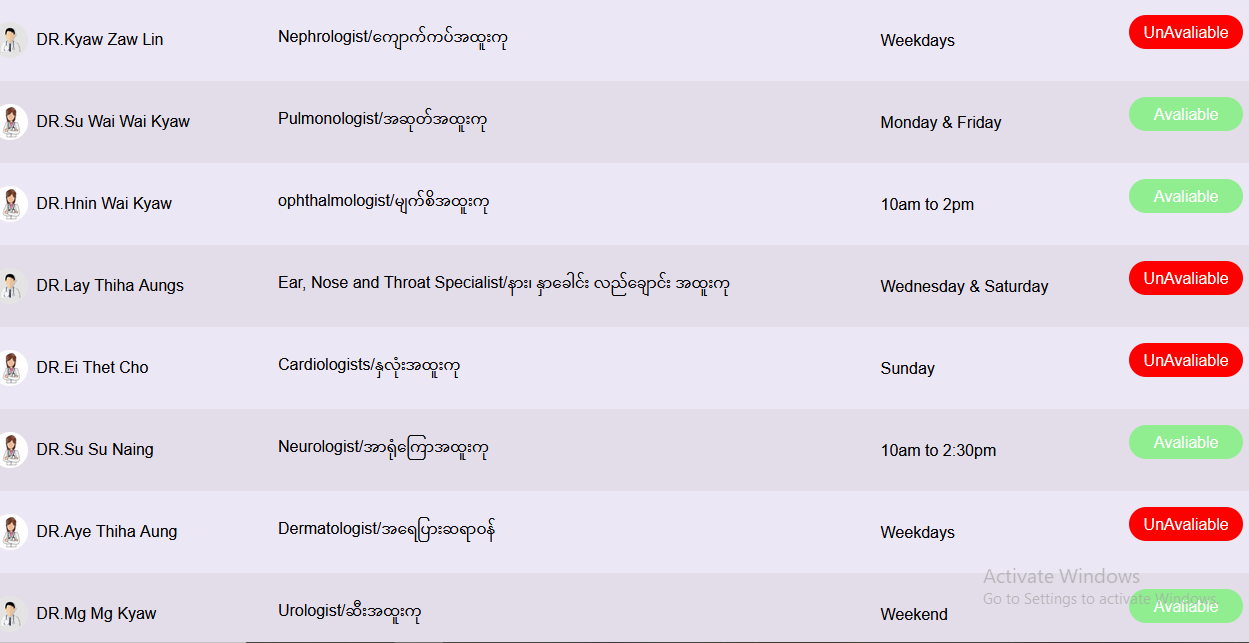 DR.Kyaw Zaw Lin Nephrologist/ကျောက်ကပ်အထူးကု Weekdays UnAvaliable
DR.Su Wai Wai Kyaw Pulmonologist/အဆုတ်အထူးကု Monday & Friday Avaliable
DR.Hnin Wai Kyaw ophthalmologist/မျက်စိအထူးကု 10am to 2pm Avaliable
DR.Lay Thiha Aungs Ear, Nose and Throat Specialist/နား၊ နှာခေါင်း လည်ချောင်း အထူးကု Wednesday & Saturday UnAvaliable
DR.Ei Thet Cho Cardiologists/နှလုံးအထူးကု Sunday UnAvaliable
DR.Su Su Naing Neurologist/အာရုံကြောအထူးကု 10am to 2:30pm Avaliable
DR.Aye Thiha Aung Dermatologist/အရေပြားဆရာဝန် Weekdays UnAvaliable
Activate Windows
Go to Settings to activate Windows.
DR.Mg Mg Kyaw Urologist/ဆီးအထူးကု Weekend Avaliable